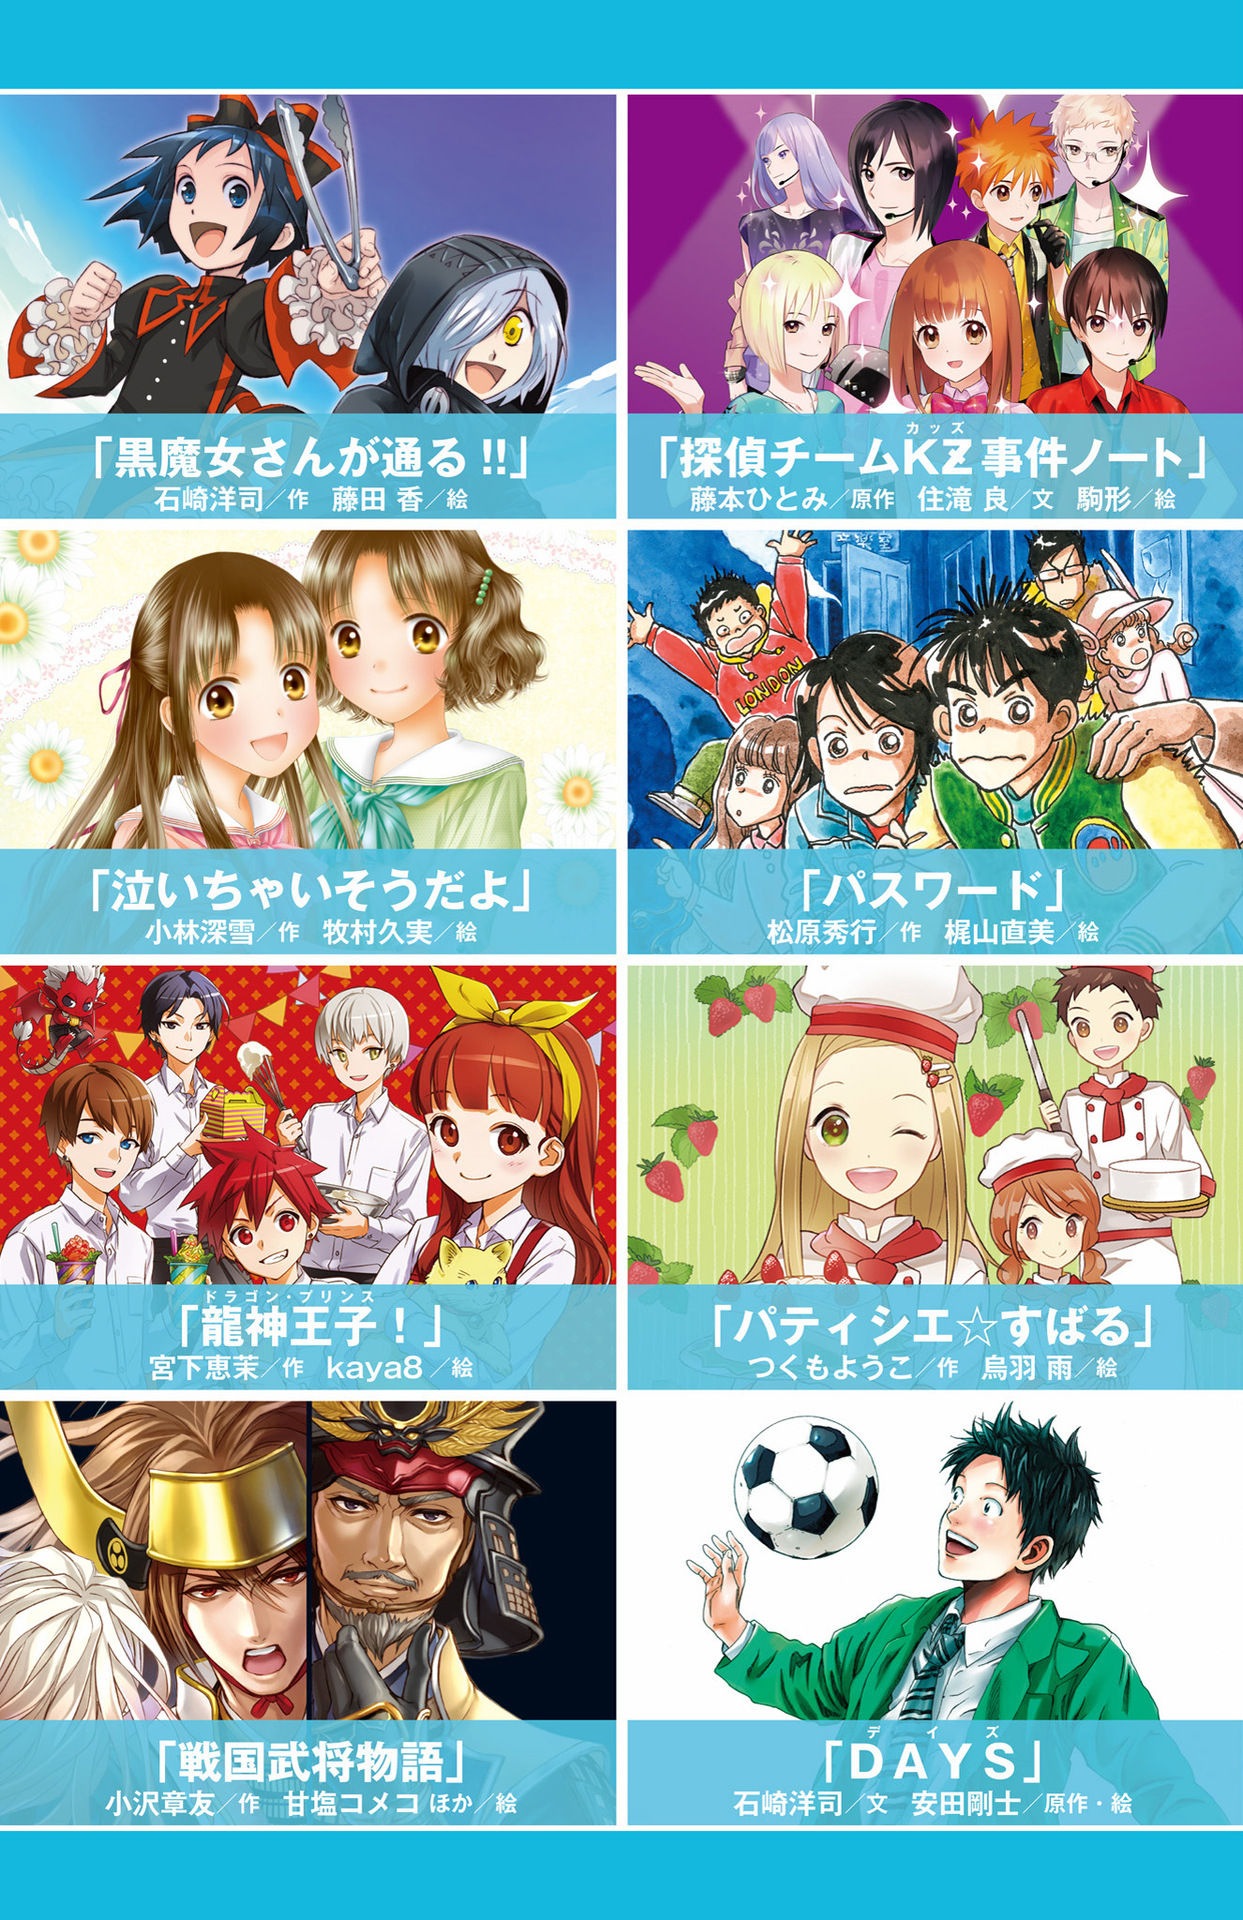 「黒魔女さんが通る!!」
石崎洋司／作 藤田 香／絵
カッズ
「探偵チームKZ事件ノート」
藤本ひとみ／原作 住滝 良／文 駒形／絵
「泣いちゃいそうだよ」
小林深雪／作 牧村久実／絵
音楽室
LONDON
「パスワード」
松原秀行／作 梶山直美／絵
ドラゴン・プリンス
「龍神王子！」
宮下恵茉／作 kaya8／絵
「パティシエ☆すばる」
つくもようこ／作 烏羽 雨／絵
「戦国武将物語」
小沢章友／作 甘塩コメコ ほか／絵
デイズ
「DAYS」
石崎洋司／文 安田剛士／原作・絵